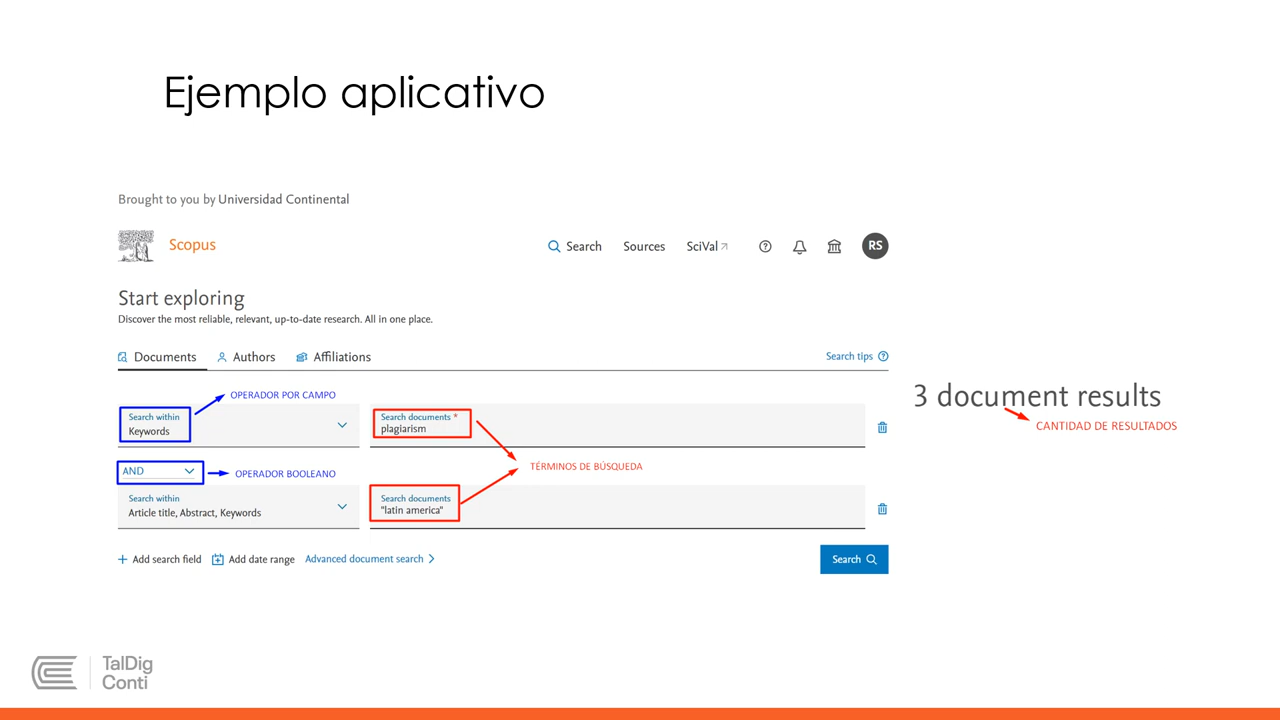 Ejemplo aplicativo
Brought to you by Universidad Continental
Scopus
Search
Sources
SciVal
RS
Start exploring
Discover the most reliable, relevant, up-to-date research. All in one place.
Documents
Authors
Affiliations
Search tips
OPERADOR POR CAMPO
Search within
Keywords
Search documents *
plagiarism
3 document results
CANTIDAD DE RESULTADOS
AND
OPERADOR BOOLEANO
TÉRMINOS DE BÚSQUEDA
Search within
Article title, Abstract, Keywords
Search documents
"latin america"
Add search field
Add date range
Advanced document search
Search
TalDig
Conti